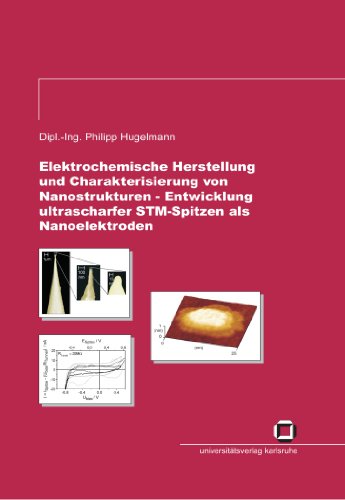 Dipl.-Ing. Philipp Hugelmann
Elektrochemische Herstellung
und Charakterisierung von
Nanostrukturen - Entwicklung
ultrascharfer STM-Spitzen als
Nanoelektroden
universitätsverlag karlsruhe